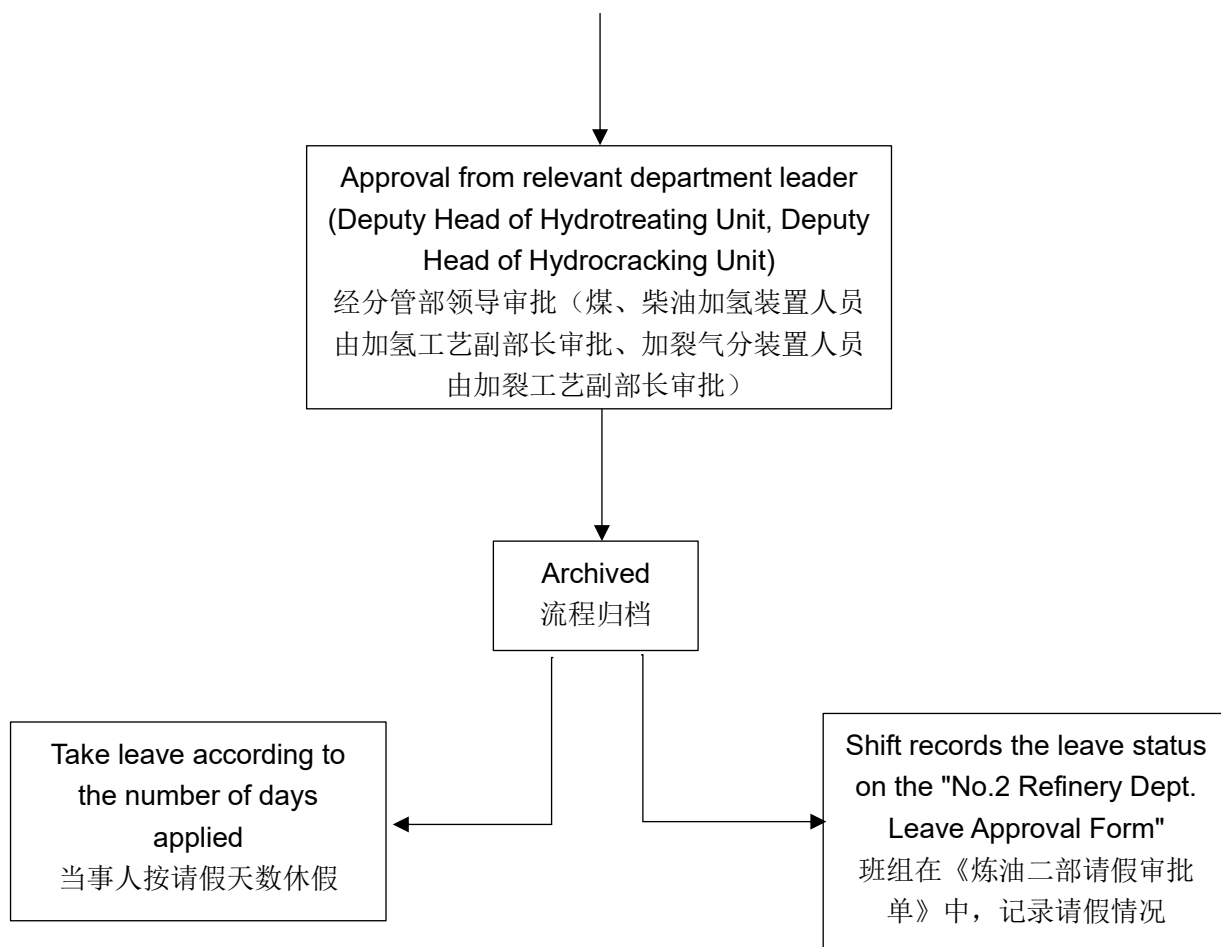 Approval from relevant department leader
(Deputy Head of Hydrotreating Unit, Deputy
Head of Hydrocracking Unit)
经分管部领导审批（煤、柴油加氢装置人员
由加氢工艺副部长审批、加裂气分装置人员
由加裂工艺副部长审批）
Archived
流程归档
Take leave according to
the number of days
applied
当事人按请假天数休假
Shift records the leave status
on the "No.2 Refinery Dept.
Leave Approval Form"
班组在《炼油二部请假审批
单》中，记录请假情况